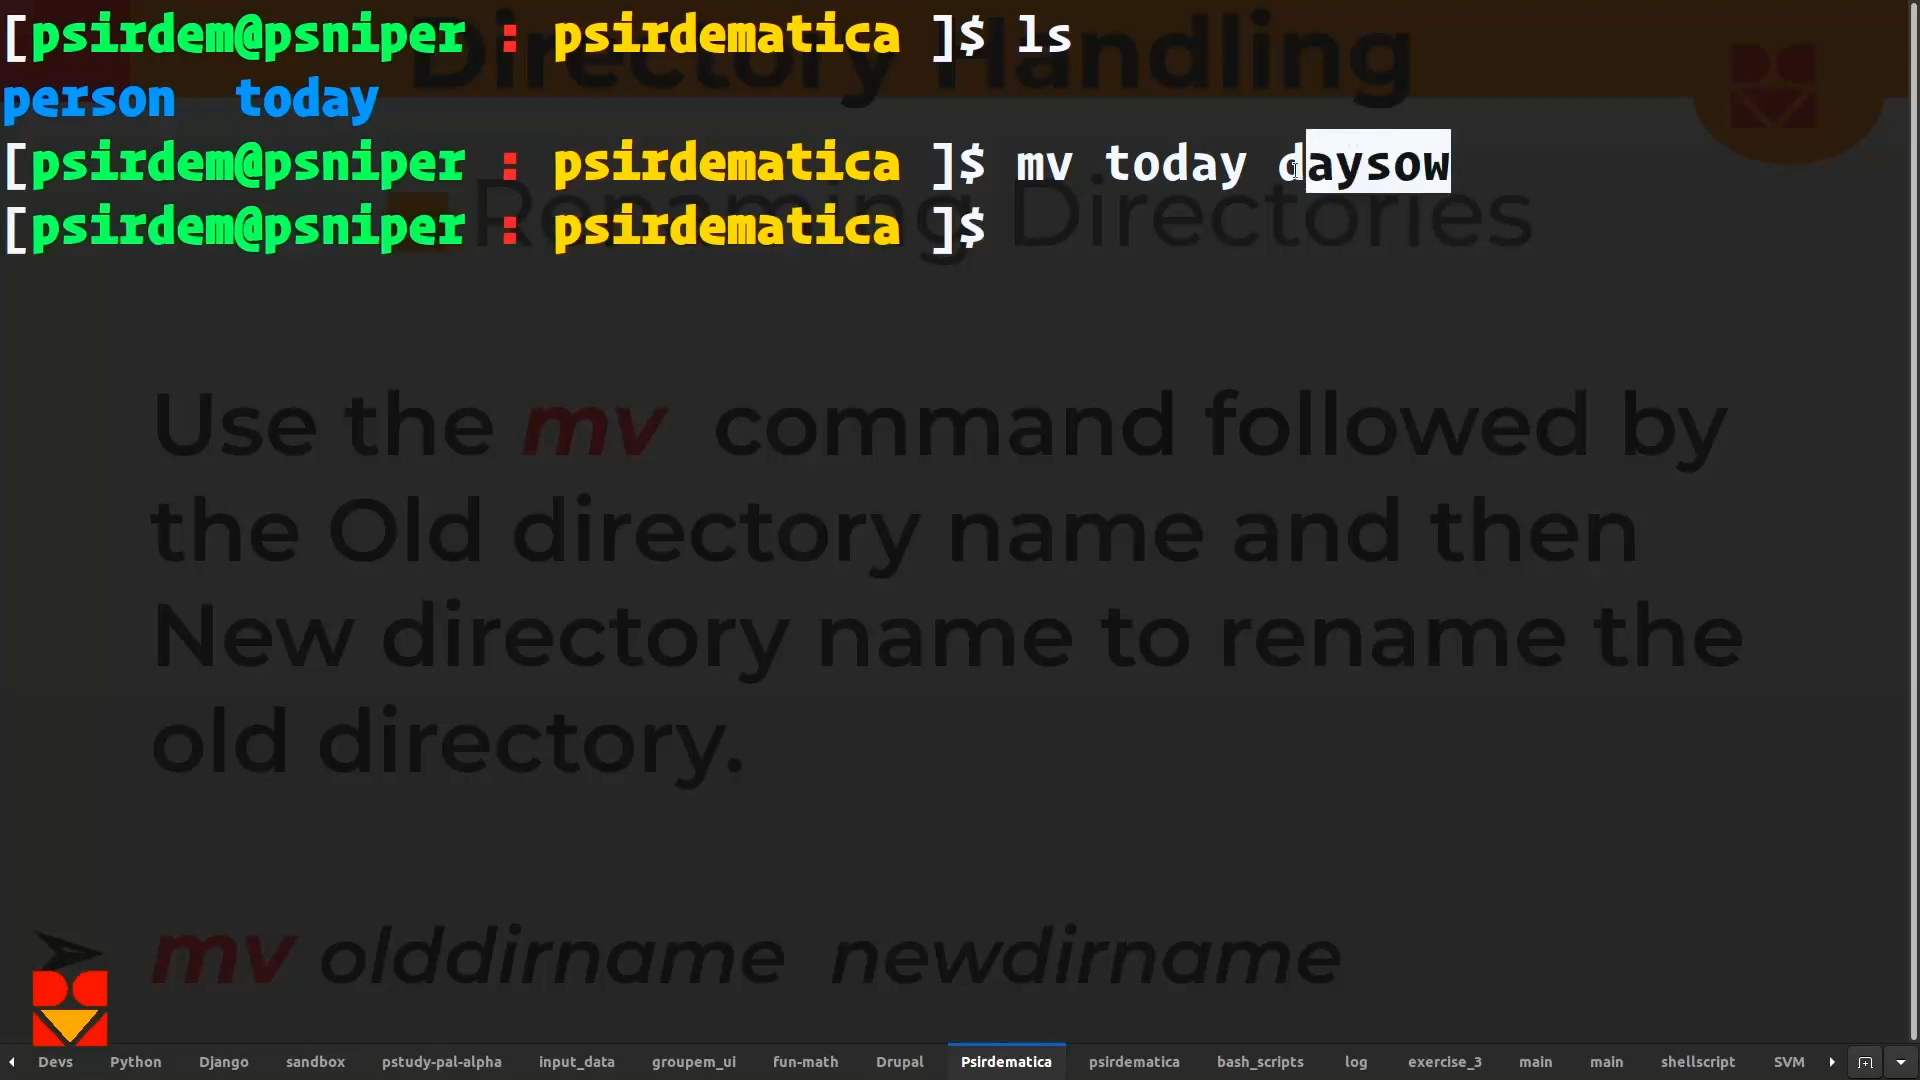 [psirdem@psniper : psirdematica ]$ ls
person today
[psirdem@psniper : psirdematica ]$ mv today daysow
[psirdem@psniper : psirdematica ]$
Directory Handling
Renaming Directories
Use the mv command followed by
the Old directory name and then
New directory name to rename the
old directory.
mv olddirname newdirname
Devs Python Django sandbox pstudy-pal-alpha input_data groupem_ui fun-math Drupal Psirdematica psirdematica bash_scripts log exercise_3 main main shellscript SVM